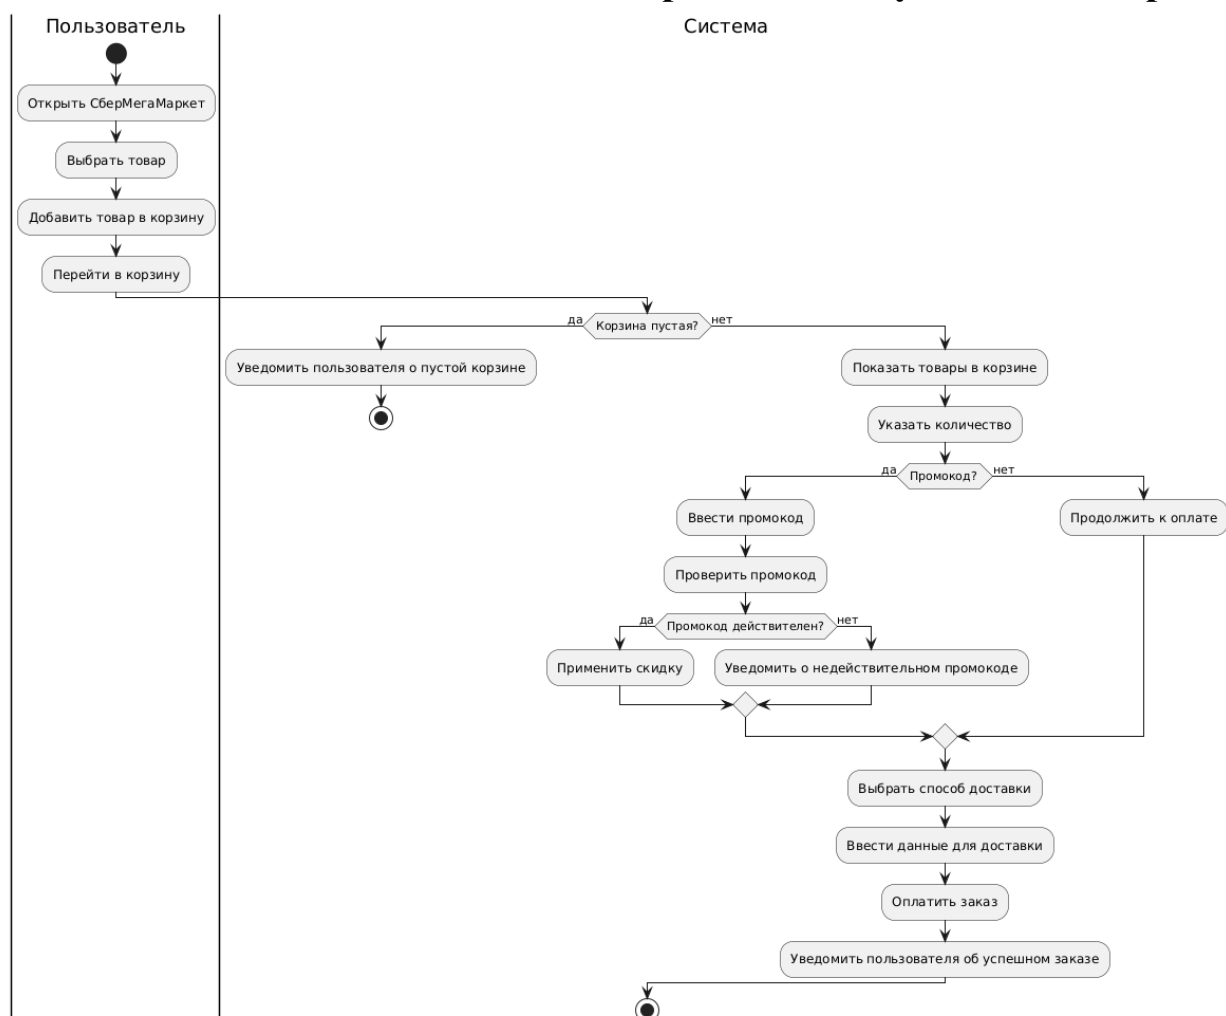 Пользователь
Система
Открыть СберМегаМаркет
Выбрать товар
Добавить товар в корзину
Перейти в корзину
да
Корзина пустая?
нет
Уведомить пользователя о пустой корзине
Показать товары в корзине
Указать количество
да
Промокод?
нет
Ввести промокод
Продолжить к оплате
Проверить промокод
да
Промокод действителен?
нет
Применить скидку
Уведомить о недействительном промокоде
Выбрать способ доставки
Ввести данные для доставки
Оплатить заказ
Уведомить пользователя об успешном заказе